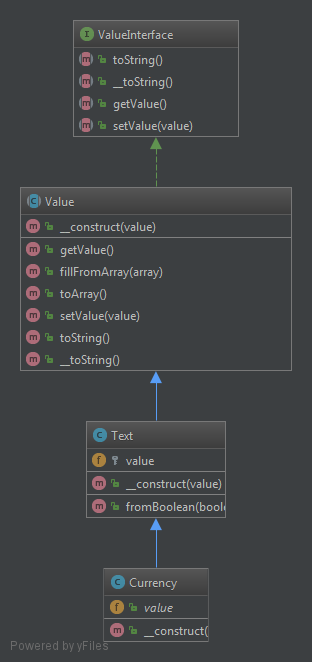 ValueInterface
toString()
__toString()
getValue()
setValue(value)
Value
__construct(value)
getValue()
fillFromArray(array)
toArray()
setValue(value)
toString()
__toString()
Text
value
__construct(value)
fromBoolean(boole
Currency
value
__construct(
Powered by yFiles